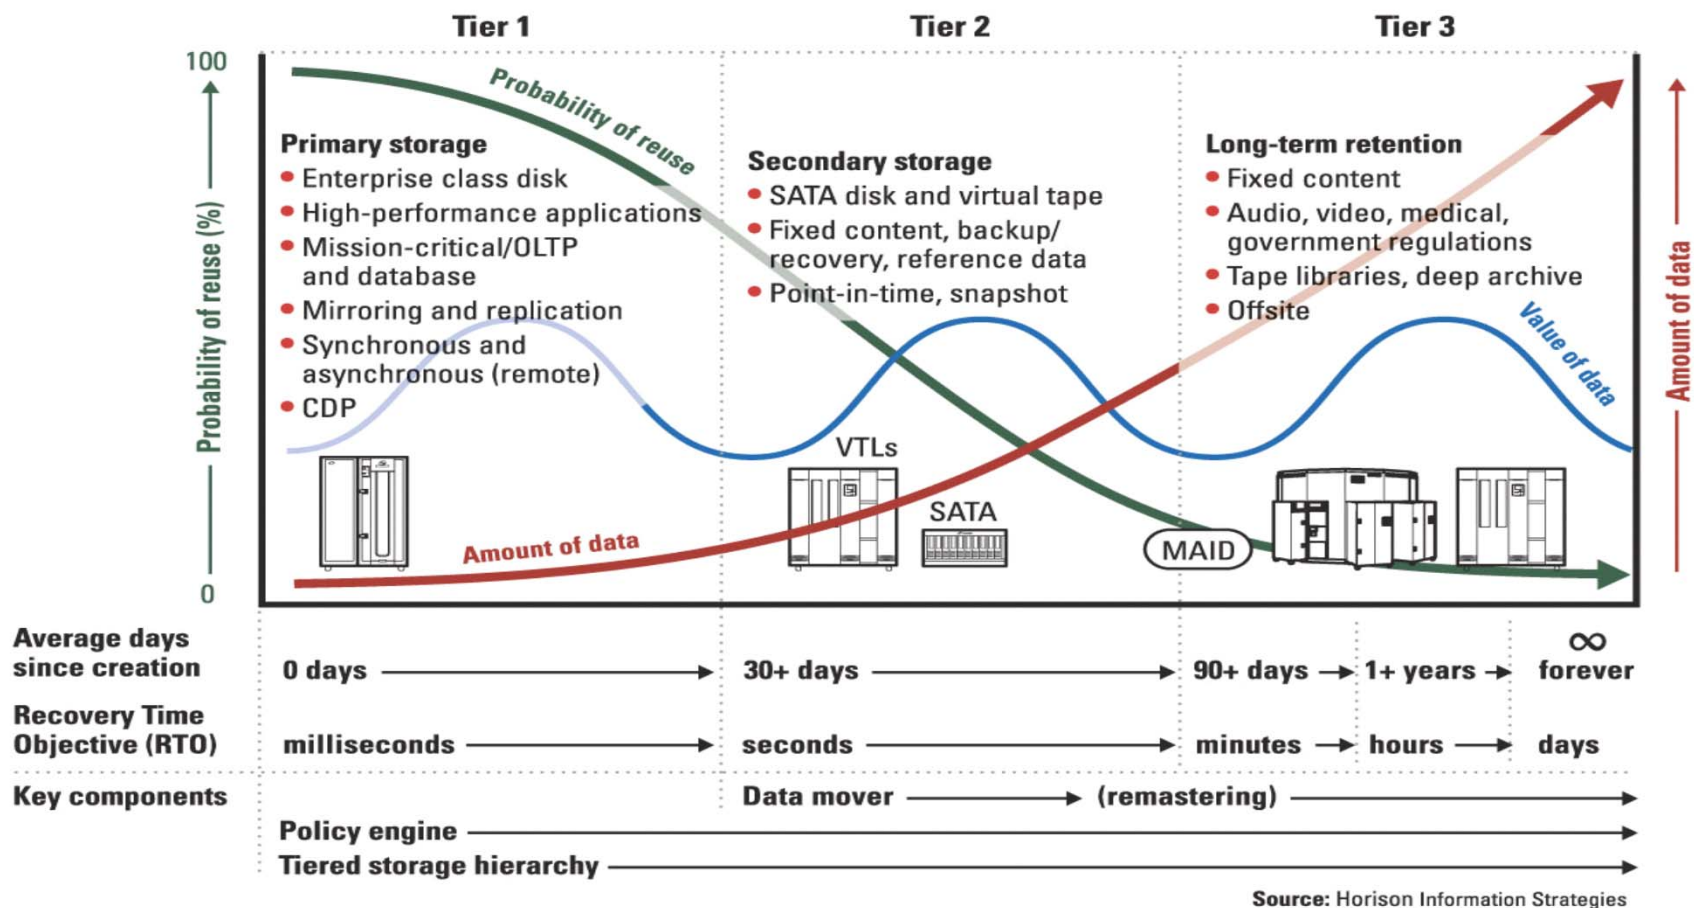 Tier 1
Tier 2
Tier 3
100
Probability of reuse (%)
0
Probability of reuse
Primary storage
• Enterprise class disk
• High-performance applications
• Mission-critical/OLTP
and database
• Mirroring and replication
• Synchronous and
asynchronous (remote)
• CDP
Secondary storage
• SATA disk and virtual tape
• Fixed content, backup/
recovery, reference data
• Point-in-time, snapshot
Long-term retention
• Fixed content
• Audio, video, medical,
government regulations
• Tape libraries, deep archive
• Offsite
Value of data
Amount of data
VTLs
SATA
MAID
Amount of data
Average days
since creation
0 days
30+ days
90+ days
1+ years
∞
forever
Recovery Time
Objective (RTO)
milliseconds
seconds
minutes
hours
days
Key components
Data mover
(remastering)
Policy engine
Tiered storage hierarchy
Source: Horison Information Strategies